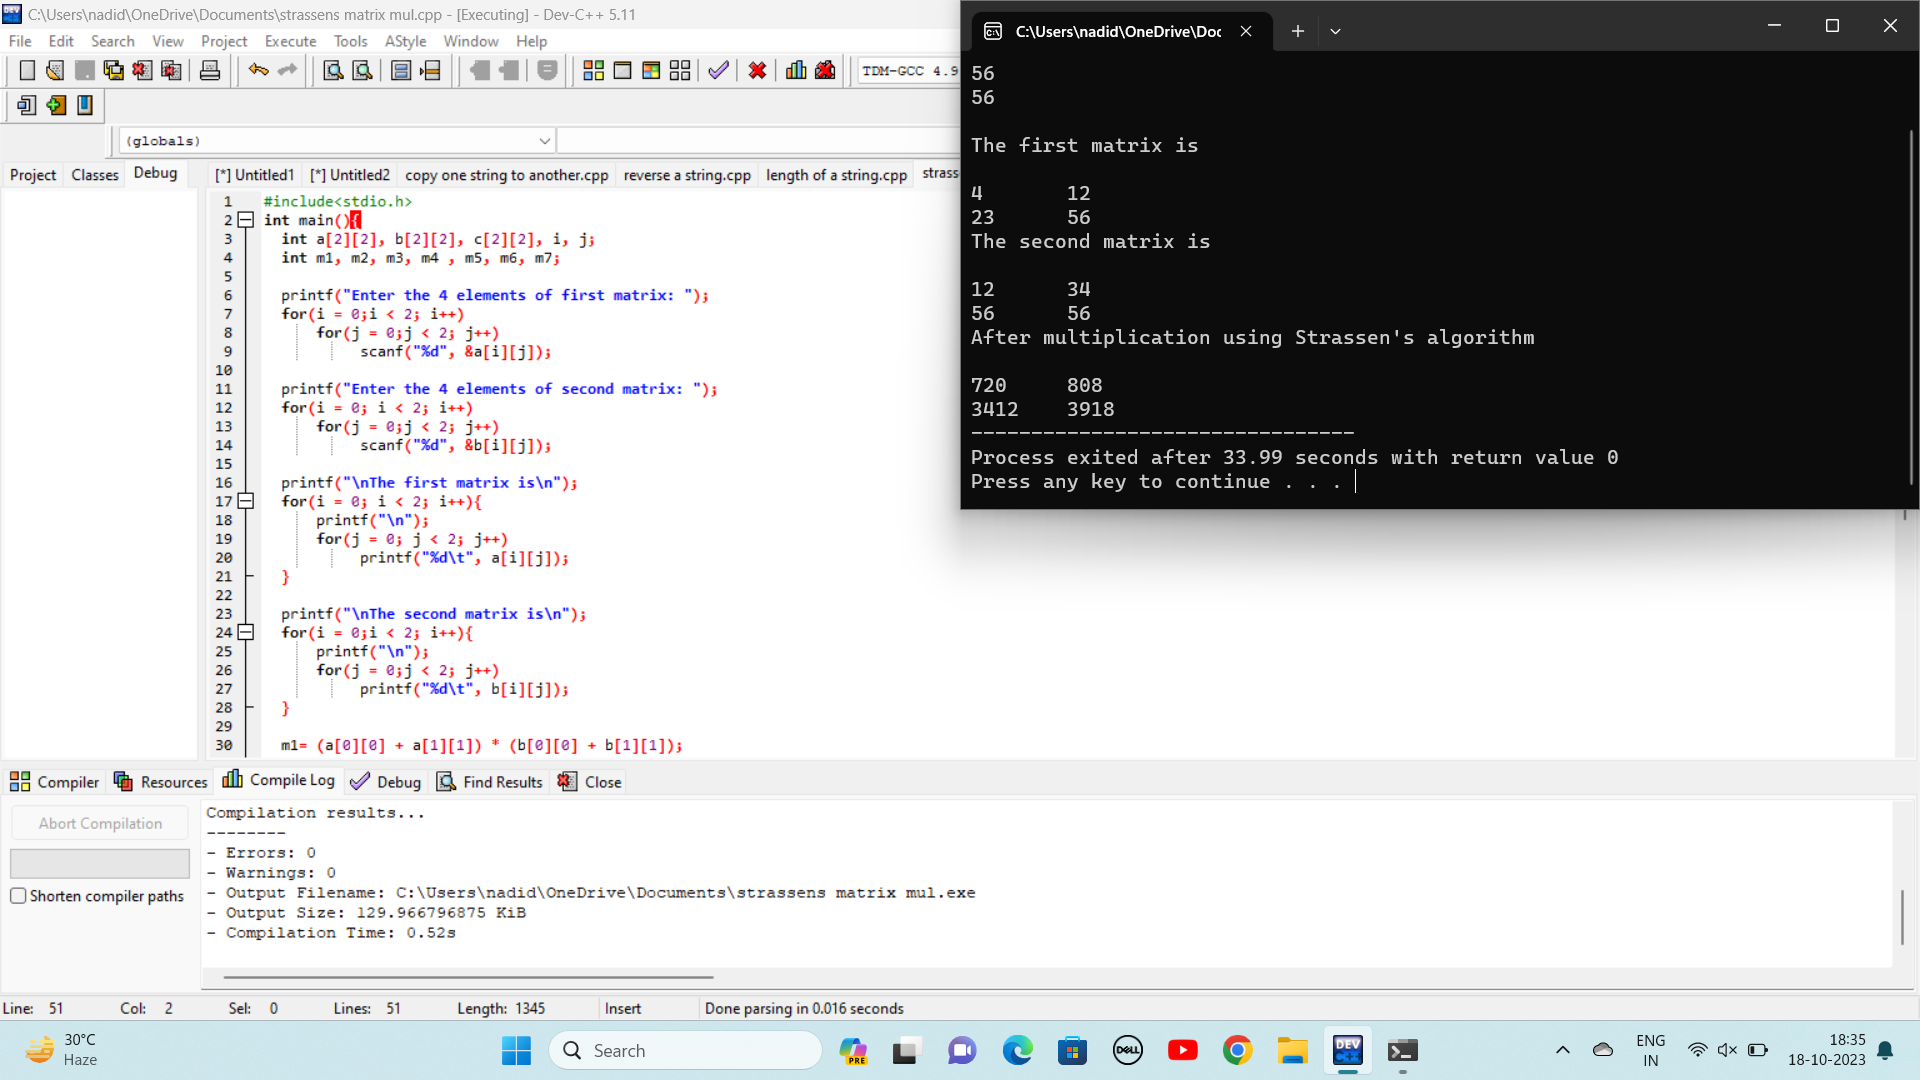 C:\Users\nadid\OneDrive\Documents\strassens matrix mul.cpp - [Executing] - Dev-C++ 5.11
File Edit Search View Project Execute Tools AStyle Window Help
TDM-GCC 4.9
(globals)
Project Classes Debug
[*] Untitled1 [*] Untitled2 copy one string to another.cpp reverse a string.cpp length of a string.cpp strasse
1 #include<stdio.h>
2 int main(){
3 int a[2][2], b[2][2], c[2][2], i, j;
4 int m1, m2, m3, m4 , m5, m6, m7;
5
6 printf("Enter the 4 elements of first matrix: ");
7 for(i = 0;i < 2; i++)
8 for(j = 0;j < 2; j++)
9 scanf("%d", &a[i][j]);
10
11 printf("Enter the 4 elements of second matrix: ");
12 for(i = 0; i < 2; i++)
13 for(j = 0;j < 2; j++)
14 scanf("%d", &b[i][j]);
15
16 printf("\nThe first matrix is\n");
17 for(i = 0; i < 2; i++){
18 printf("\n");
19 for(j = 0; j < 2; j++)
20 printf("%d\t", a[i][j]);
21 }
22
23 printf("\nThe second matrix is\n");
24 for(i = 0;i < 2; i++){
25 printf("\n");
26 for(j = 0;j < 2; j++)
27 printf("%d\t", b[i][j]);
28 }
29
30 m1= (a[0][0] + a[1][1]) * (b[0][0] + b[1][1]);
C:\Users\nadid\OneDrive\Doc
56
56
The first matrix is
4 12
23 56
The second matrix is
12 34
56 56
After multiplication using Strassen's algorithm
720 808
3412 3918
--------------------------------
Process exited after 33.99 seconds with return value 0
Press any key to continue . . .
Compiler Resources Compile Log Debug Find Results Close
Abort Compilation
Shorten compiler paths
Compilation results...
--------
- Errors: 0
- Warnings: 0
- Output Filename: C:\Users\nadid\OneDrive\Documents\strassens matrix mul.exe
- Output Size: 129.966796875 KiB
- Compilation Time: 0.52s
Line: 51 Col: 2 Sel: 0 Lines: 51 Length: 1345 Insert Done parsing in 0.016 seconds
30°C
Haze
Search
PRE
DELL
DEV
C++
ENG
IN
18:35
18-10-2023